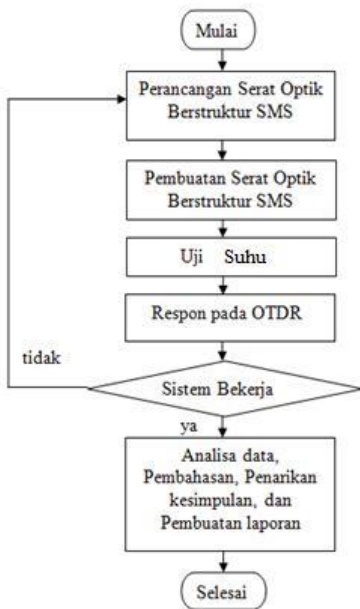 Mulai
Perancangan Serat Optik
Berstruktur SMS
Pembuatan Serat Optik
Berstruktur SMS
Uji Suhu
Respon pada OTDR
tidak
Sistem Bekerja
ya
Analisa data,
Pembahasan, Penarikan
kesimpulan, dan
Pembuatan laporan
Selesai